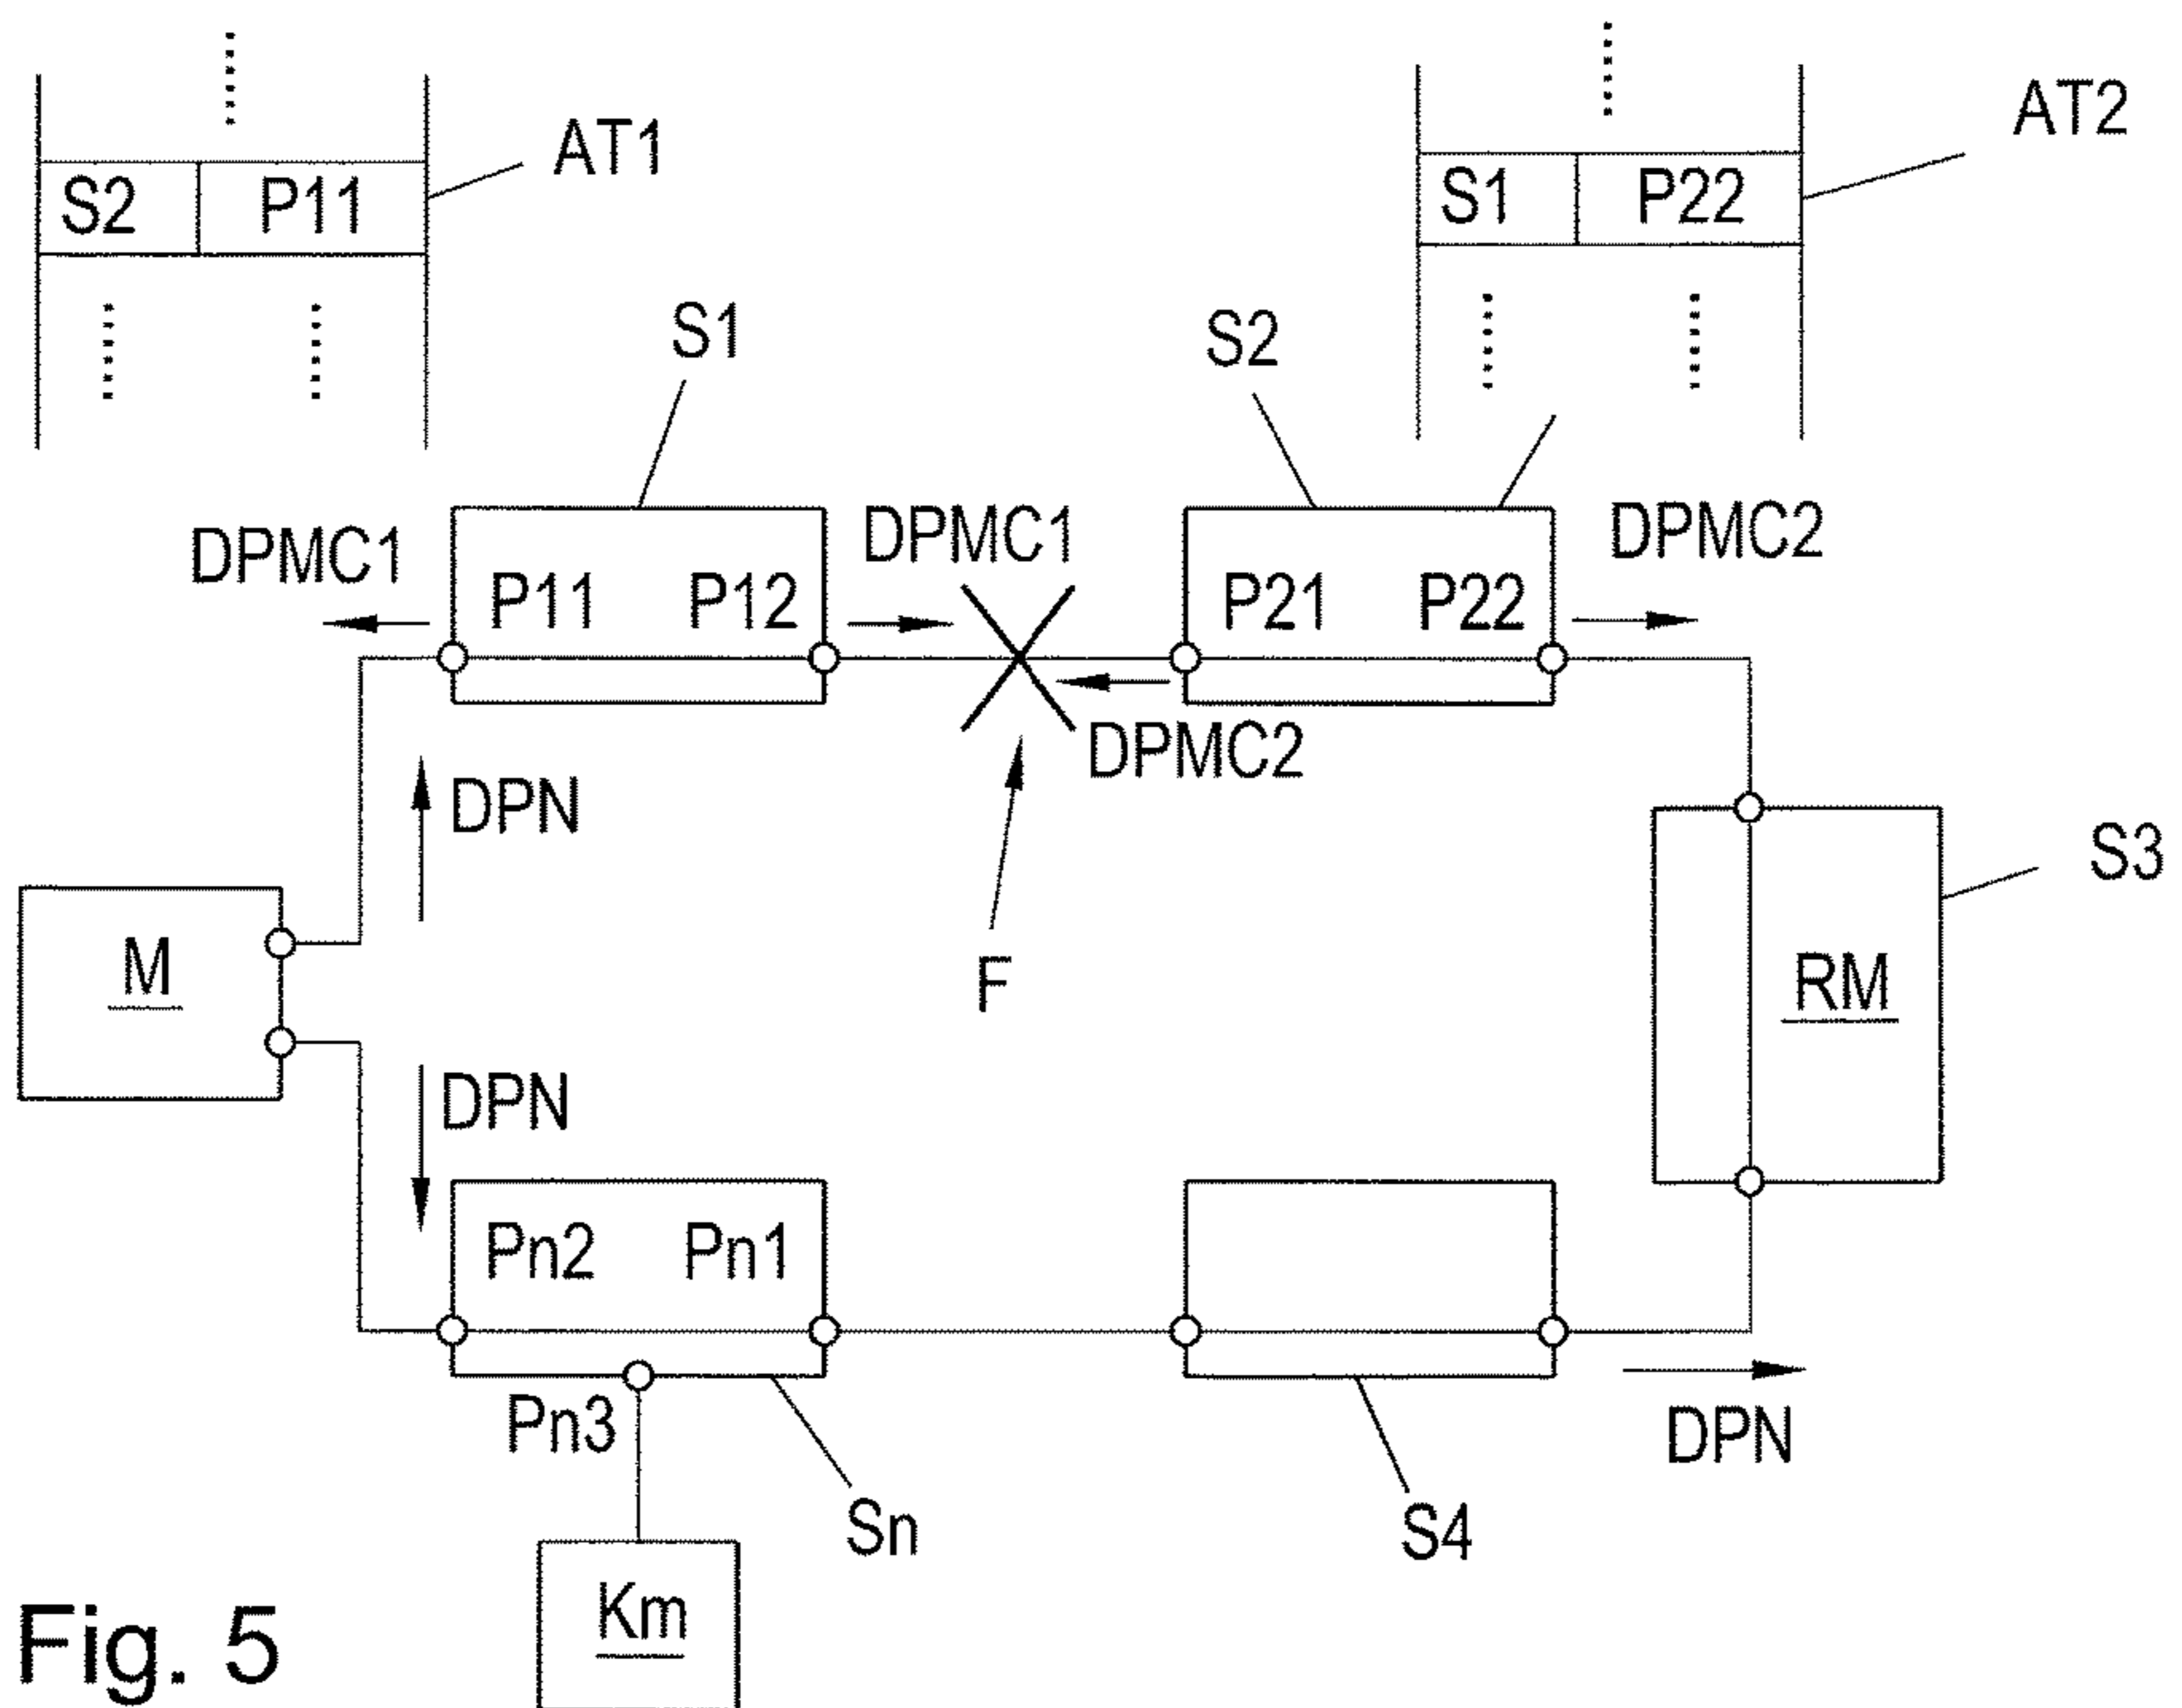 AT1
AT2
S2 P11
S1 P22
S1
S2
DPMC1
DPMC1
DPMC2
P11 P12
P21 P22
DPMC2
DPN
S3
M
F
RM
DPN
Pn2 Pn1
Pn3
DPN
Sn
S4
Km
Fig. 5